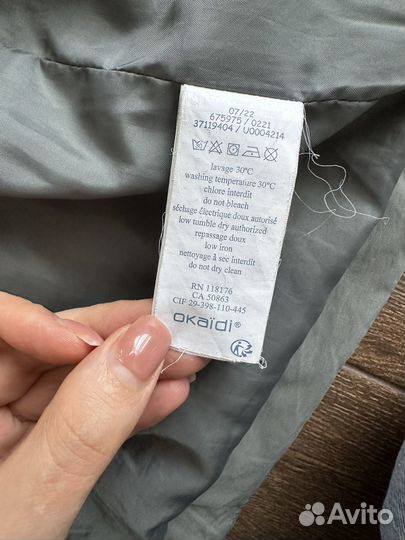 07/22
675975 / 0221
37119404 / U0004214
lavage 30°C
washing temperature 30°C
chlore interdit
do not bleach
séchage électrique doux autorisé
low tumble dry authorized
repassage doux
low iron
nettoyage à sec interdit
do not dry clean
RN 118176
CA 50863
CIF 29-398-110-445
okaïdi®
Avito